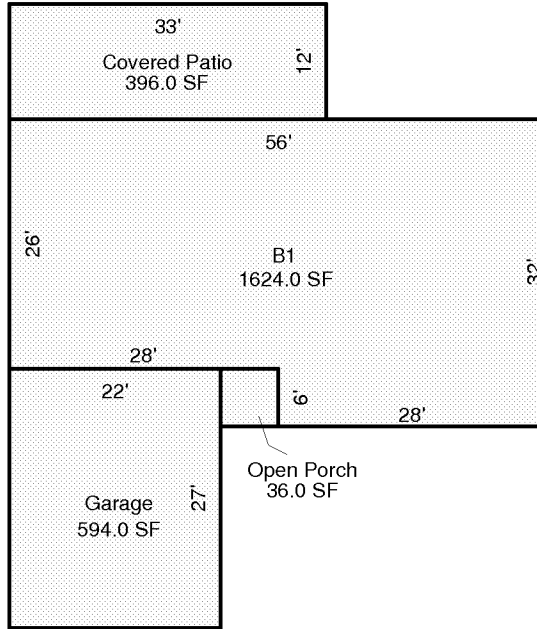 33'
Covered Patio
396.0 SF
12'
56'
26'
B1
1624.0 SF
32'
28'
22'
6'
28'
Open Porch
36.0 SF
Garage
594.0 SF
27'